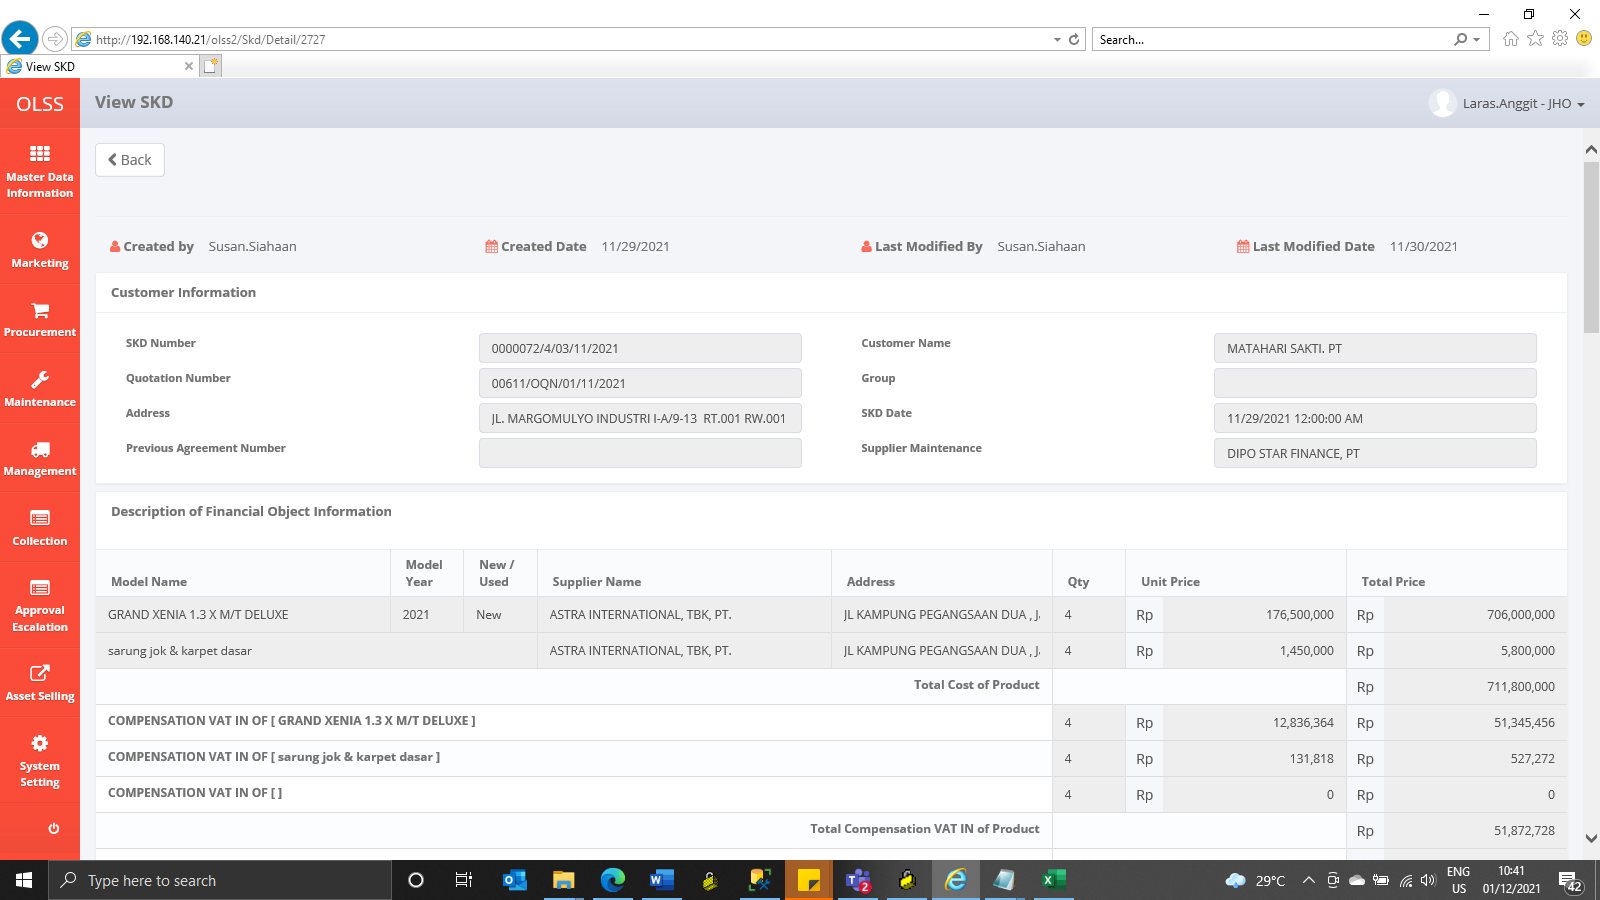 http://192.168.140.21/olss2/Skd/Detail/2727
Search...
View SKD
OLSS
View SKD
Laras.Anggit - JHO
Back
Master Data
Information
Marketing
Procurement
Maintenance
Management
Collection
Approval
Escalation
Asset Selling
System
Setting
Created by Susan.Siahaan Created Date 11/29/2021 Last Modified By Susan.Siahaan Last Modified Date 11/30/2021
Customer Information
SKD Number 0000072/4/03/11/2021 Customer Name MATAHARI SAKTI. PT
Quotation Number 00611/OQN/01/11/2021 Group
Address JL. MARGOMULYO INDUSTRI I-A/9-13 RT.001 RW.001 SKD Date 11/29/2021 12:00:00 AM
Previous Agreement Number Supplier Maintenance DIPO STAR FINANCE, PT
Description of Financial Object Information
Model Name Model Year New / Used Supplier Name Address Qty Unit Price Total Price
GRAND XENIA 1.3 X M/T DELUXE 2021 New ASTRA INTERNATIONAL, TBK, PT. JL KAMPUNG PEGANGSAAN DUA , 4 Rp 176,500,000 Rp 706,000,000
sarung jok & karpet dasar ASTRA INTERNATIONAL, TBK, PT. JL KAMPUNG PEGANGSAAN DUA , 4 Rp 1,450,000 Rp 5,800,000
Total Cost of Product Rp 711,800,000
COMPENSATION VAT IN OF [ GRAND XENIA 1.3 X M/T DELUXE ] 4 Rp 12,836,364 Rp 51,345,456
COMPENSATION VAT IN OF [ sarung jok & karpet dasar ] 4 Rp 131,818 Rp 527,272
COMPENSATION VAT IN OF [ ] 4 Rp 0 Rp 0
Total Compensation VAT IN of Product Rp 51,872,728
Type here to search
2
29°C
ENG
US
10:41
01/12/2021
42